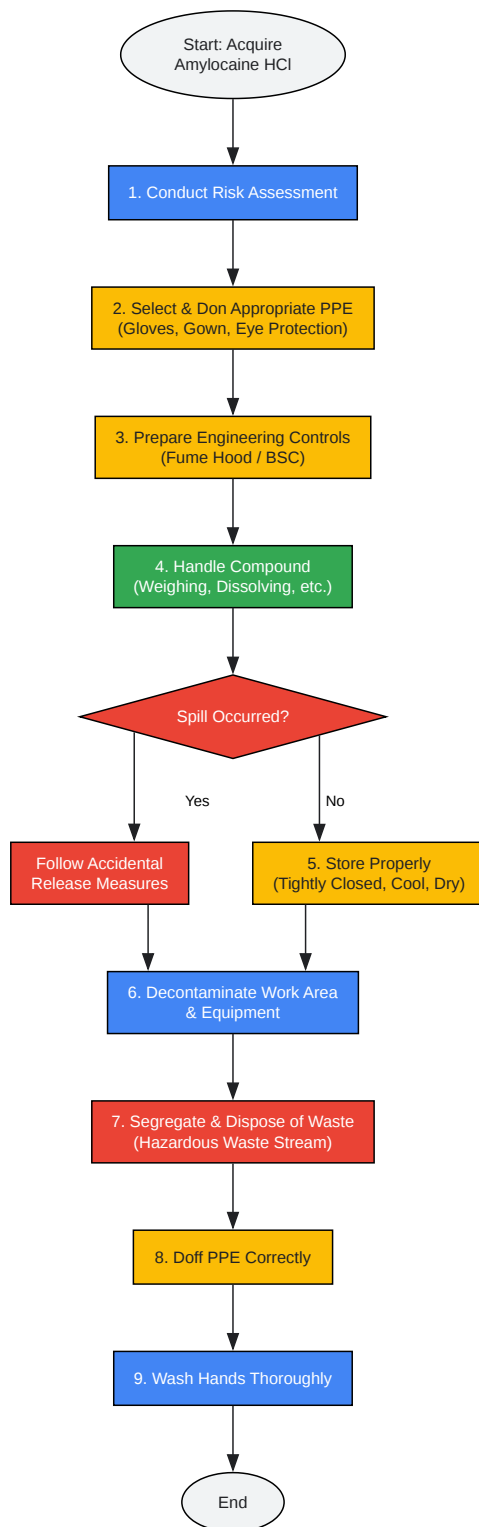 Start: Acquire
Amylocaine HCl
1. Conduct Risk Assessment
2. Select & Don Appropriate PPE
(Gloves, Gown, Eye Protection)
3. Prepare Engineering Controls
(Fume Hood / BSC)
4. Handle Compound
(Weighing, Dissolving, etc.)
Spill Occurred?
Yes
No
Follow Accidental
Release Measures
5. Store Properly
(Tightly Closed, Cool, Dry)
6. Decontaminate Work Area
& Equipment
7. Segregate & Dispose of Waste
(Hazardous Waste Stream)
8. Doff PPE Correctly
9. Wash Hands Thoroughly
End